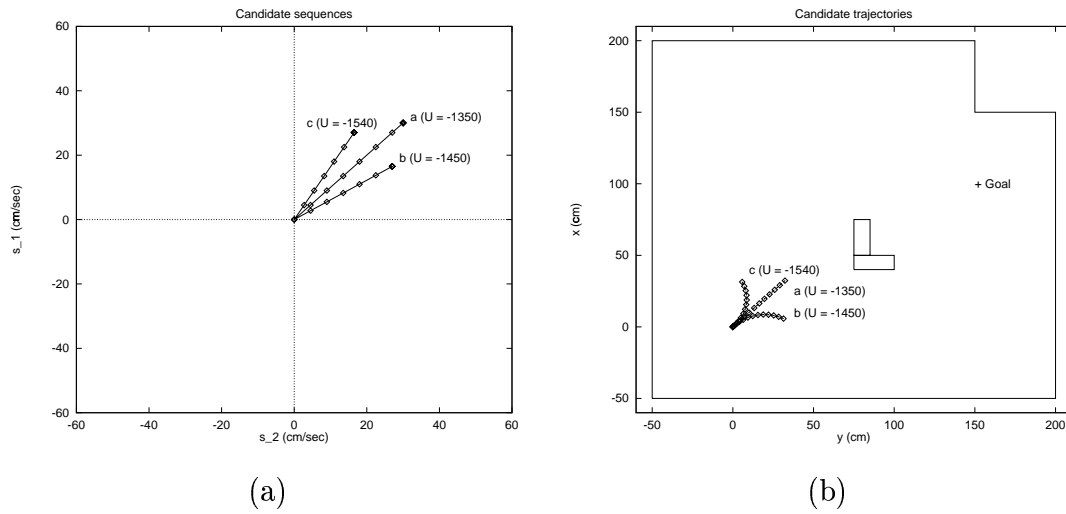 Candidate sequences
60
40
20
0
-20
-40
-60
-60 -40 -20 0 20 40 60
s_1 (cm/sec)
s_2 (cm/sec)
c (U = -1540)
a (U = -1350)
b (U = -1450)
(a)
Candidate trajectories
200
150
100
50
0
-50
-50 0 50 100 150 200
x (cm)
y (cm)
Goal
c (U = -1540)
a (U = -1350)
b (U = -1450)
(b)